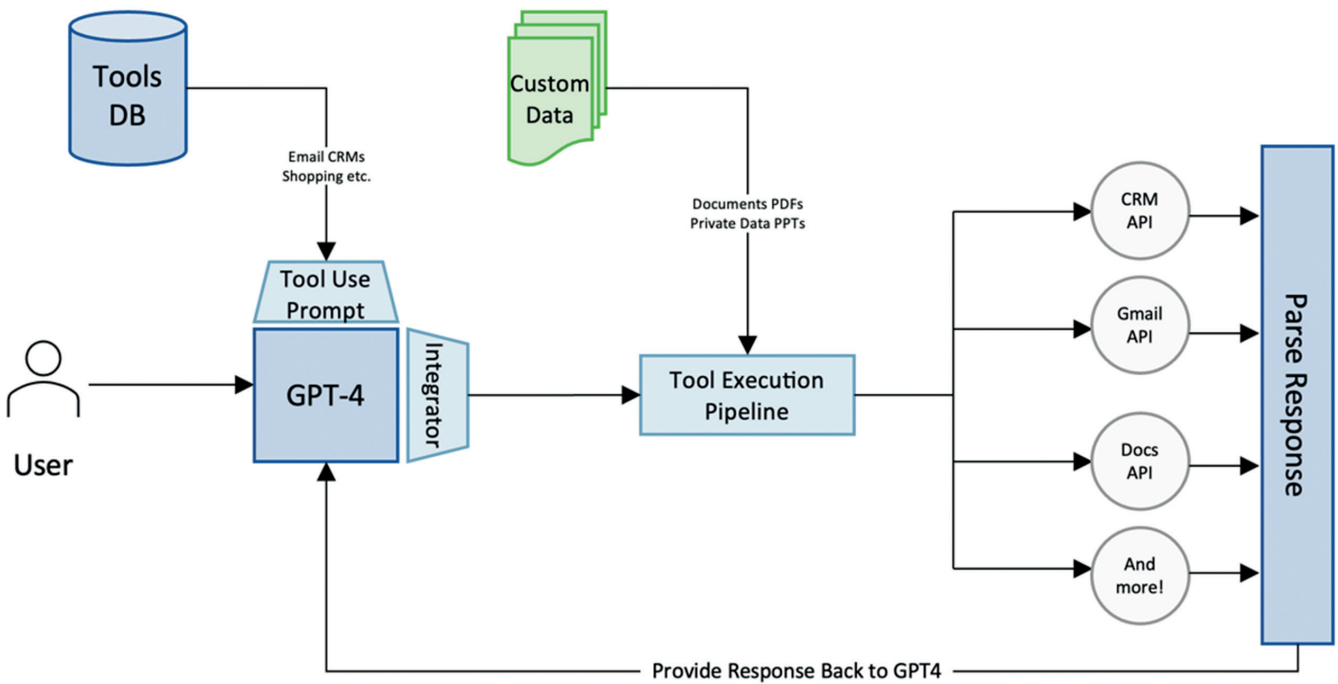 Tools
DB
Custom
Data
Email CRMs
Shopping etc.
Documents PDFs
Private Data PPTs
Tool Use
Prompt
User
GPT-4
Integrator
Tool Execution
Pipeline
CRM
API
Gmail
API
Docs
API
And
more!
Parse Response
Provide Response Back to GPT4